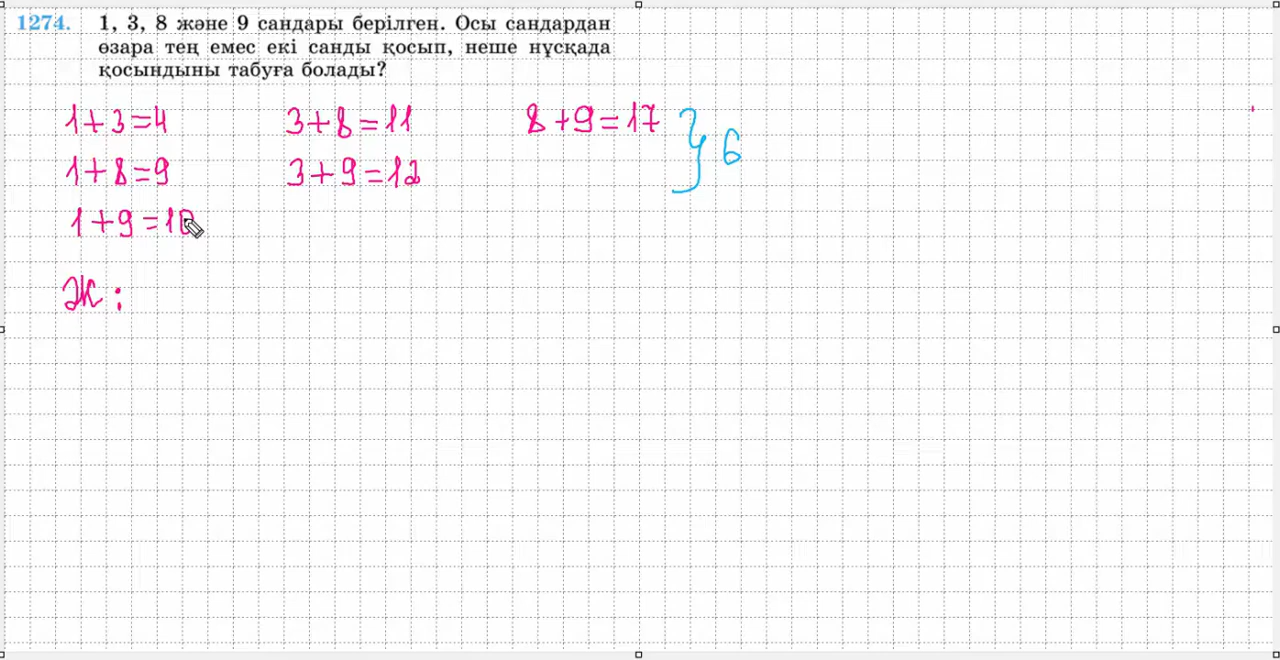 1274. 1, 3, 8 және 9 сандары берілген. Осы сандардан
өзара тең емес екі санды қосып, неше нұсқада
қосындыны табуға болады?
1+3=4 3+8=11 8+9=17 } 6
1+8=9 3+9=12
1+9=10
Ж: